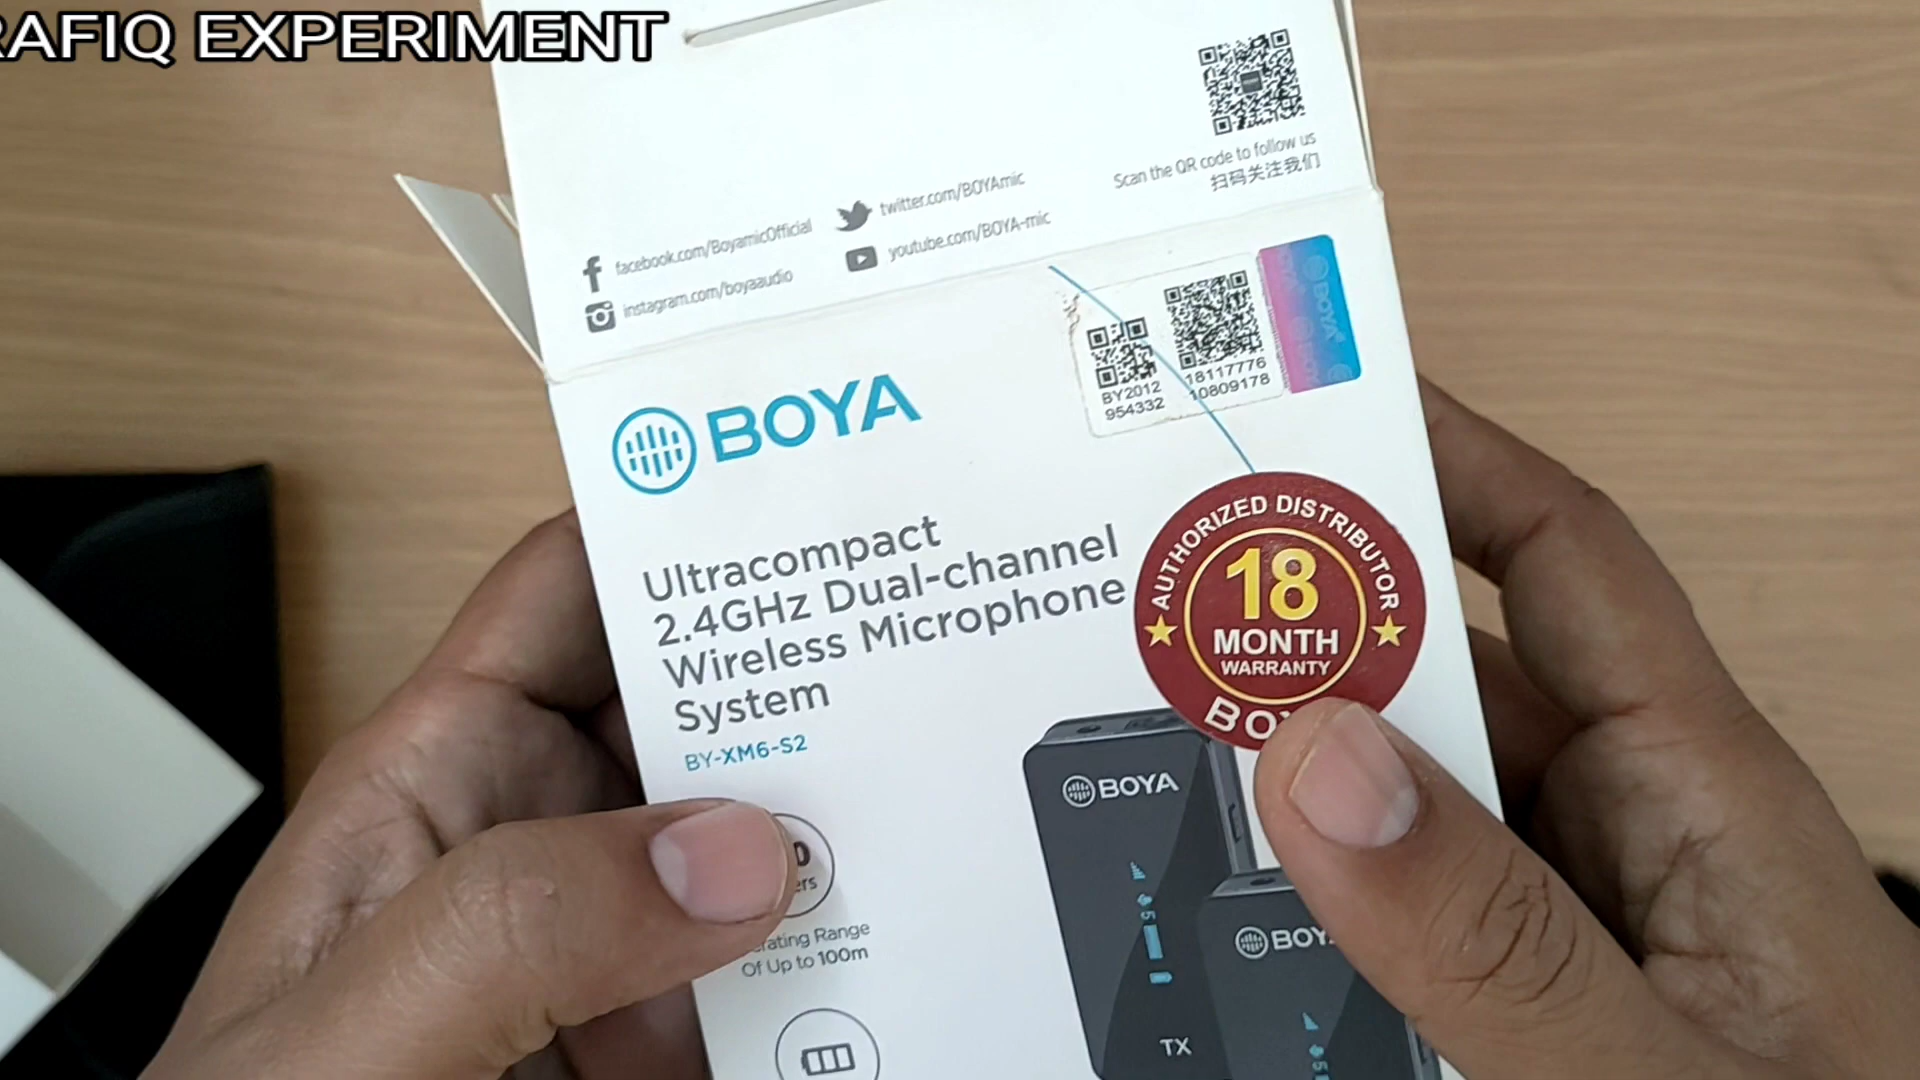 RAFIQ EXPERIMENT
Scan the QR code to follow us
扫码关注我们
facebook.com/BoyamicOfficial
twitter.com/BOYAmic
instagram.com/boyaaudio
youtube.com/BOYA-mic
BY2012
954332
18117776
10809178
BOYA
BOYA
Ultracompact
2.4GHz Dual-channel
Wireless Microphone
System
BY-XM6-S2
AUTHORIZED DISTRIBUTOR
18
MONTH
WARRANTY
BOYA
Range
Of Up to 100m
TX